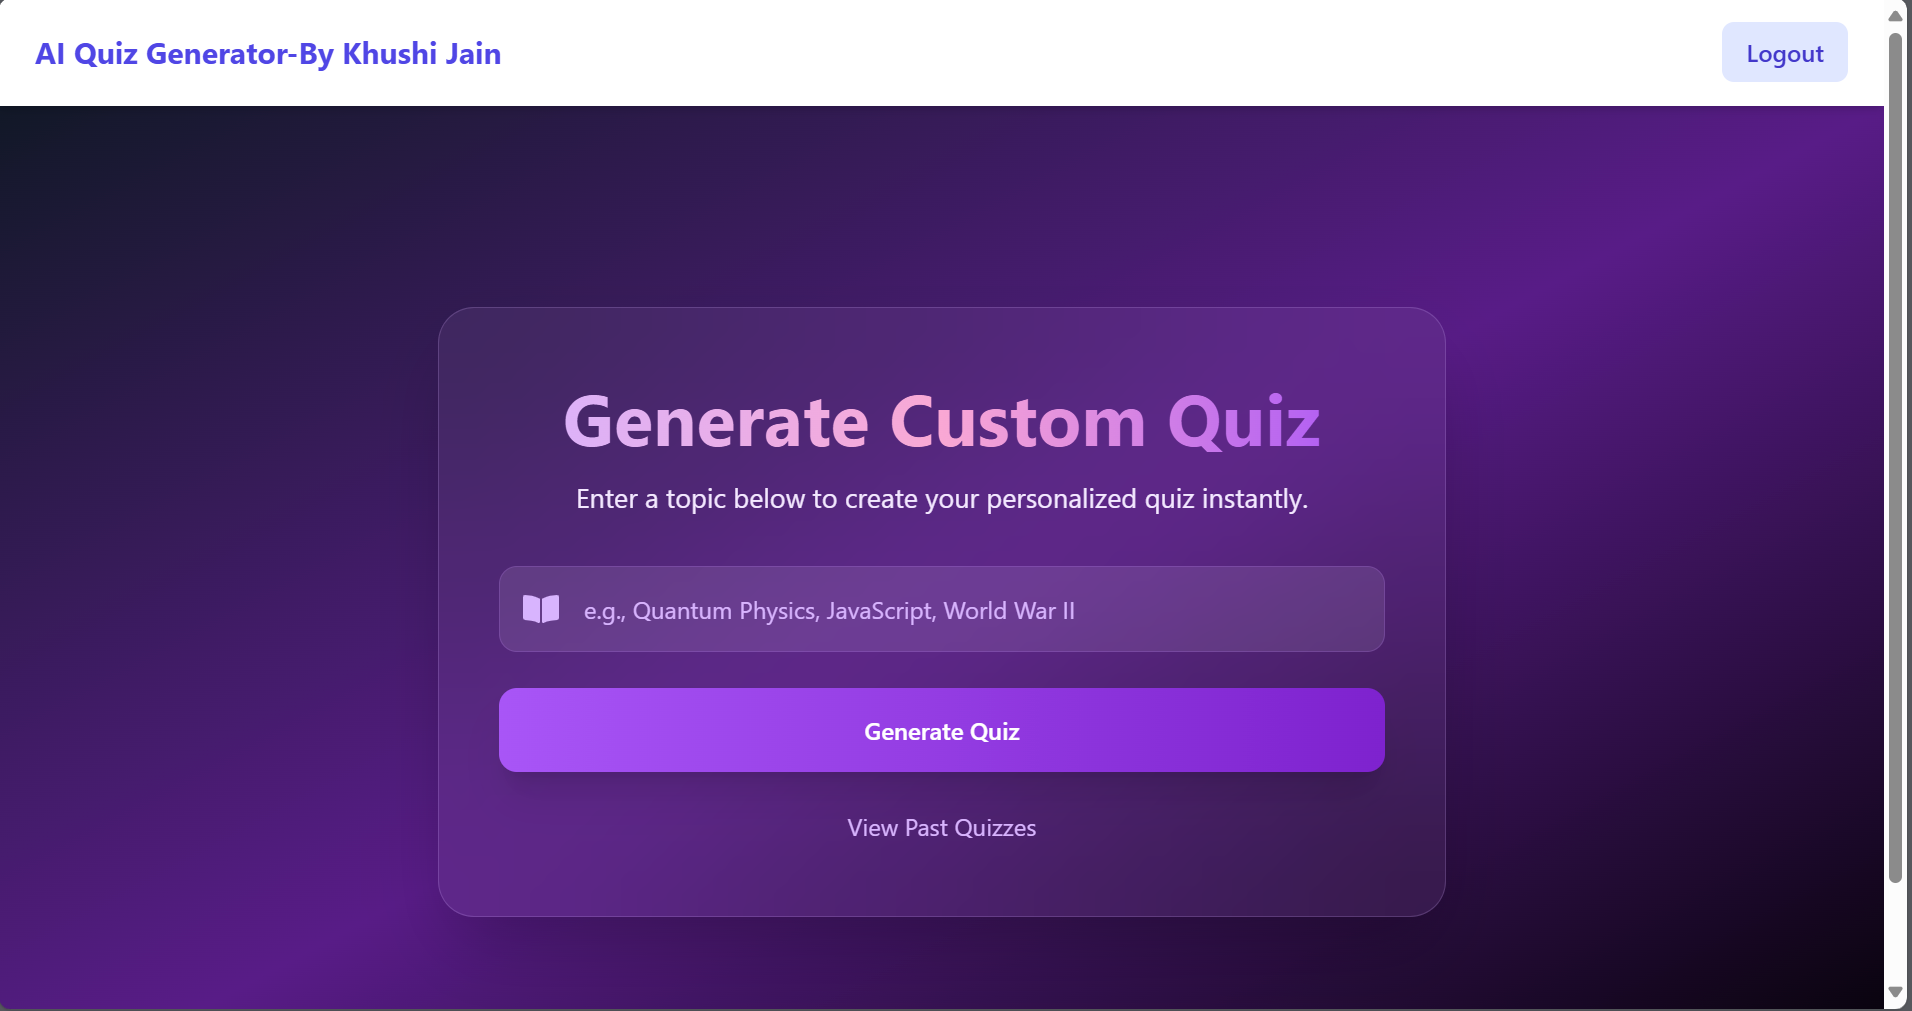 AI Quiz Generator-By Khushi Jain
Logout
Generate Custom Quiz
Enter a topic below to create your personalized quiz instantly.
e.g., Quantum Physics, JavaScript, World War II
Generate Quiz
View Past Quizzes